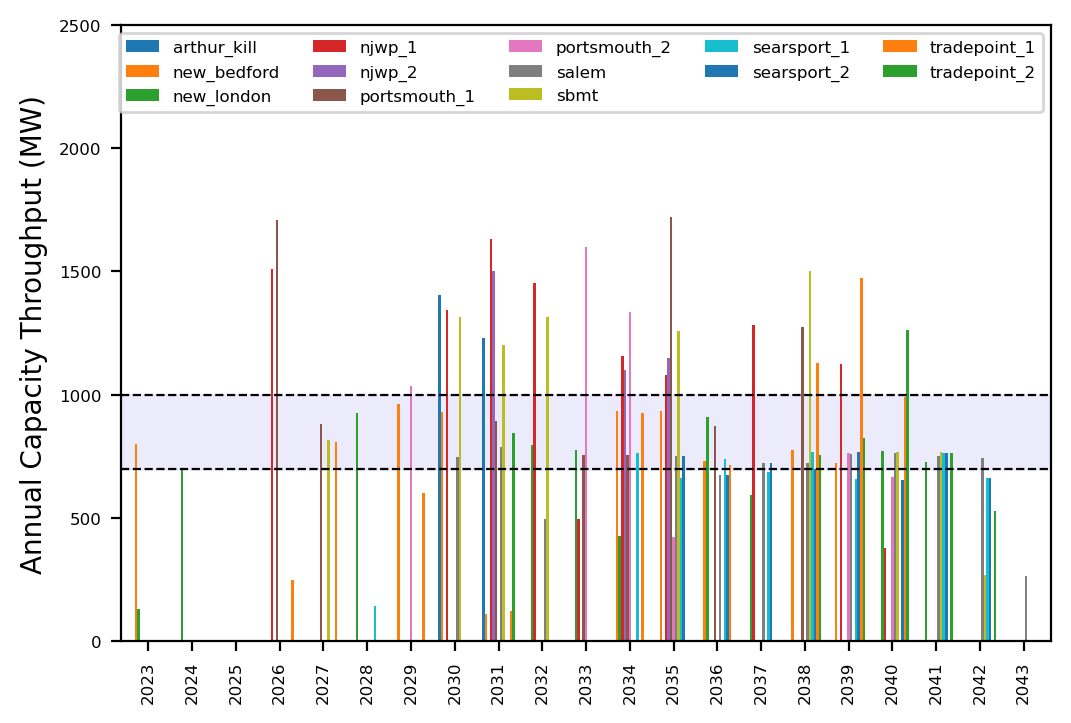 2500
2000
1500
1000
500
0
Annual Capacity Throughput (MW)
arthur_kill
new_bedford
new_london
njwp_1
njwp_2
portsmouth_1
portsmouth_2
salem
sbmt
searsport_1
searsport_2
tradepoint_1
tradepoint_2
2023
2024
2025
2026
2027
2028
2029
2030
2031
2032
2033
2034
2035
2036
2037
2038
2039
2040
2041
2042
2043